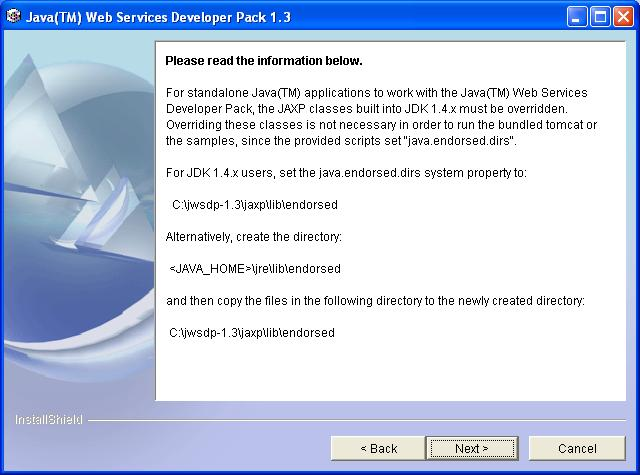 Java(TM) Web Services Developer Pack 1.3
Please read the information below.
For standalone Java(TM) applications to work with the Java(TM) Web Services
Developer Pack, the JAXP classes built into JDK 1.4.x must be overridden.
Overriding these classes is not necessary in order to run the bundled tomcat or
the samples, since the provided scripts set "java.endorsed.dirs".
For JDK 1.4.x users, set the java.endorsed.dirs system property to:
C:\jwsdp-1.3\jaxp\lib\endorsed
Alternatively, create the directory:
<JAVA_HOME>\jre\lib\endorsed
and then copy the files in the following directory to the newly created directory:
C:\jwsdp-1.3\jaxp\lib\endorsed
InstallShield
< Back
Next >
Cancel